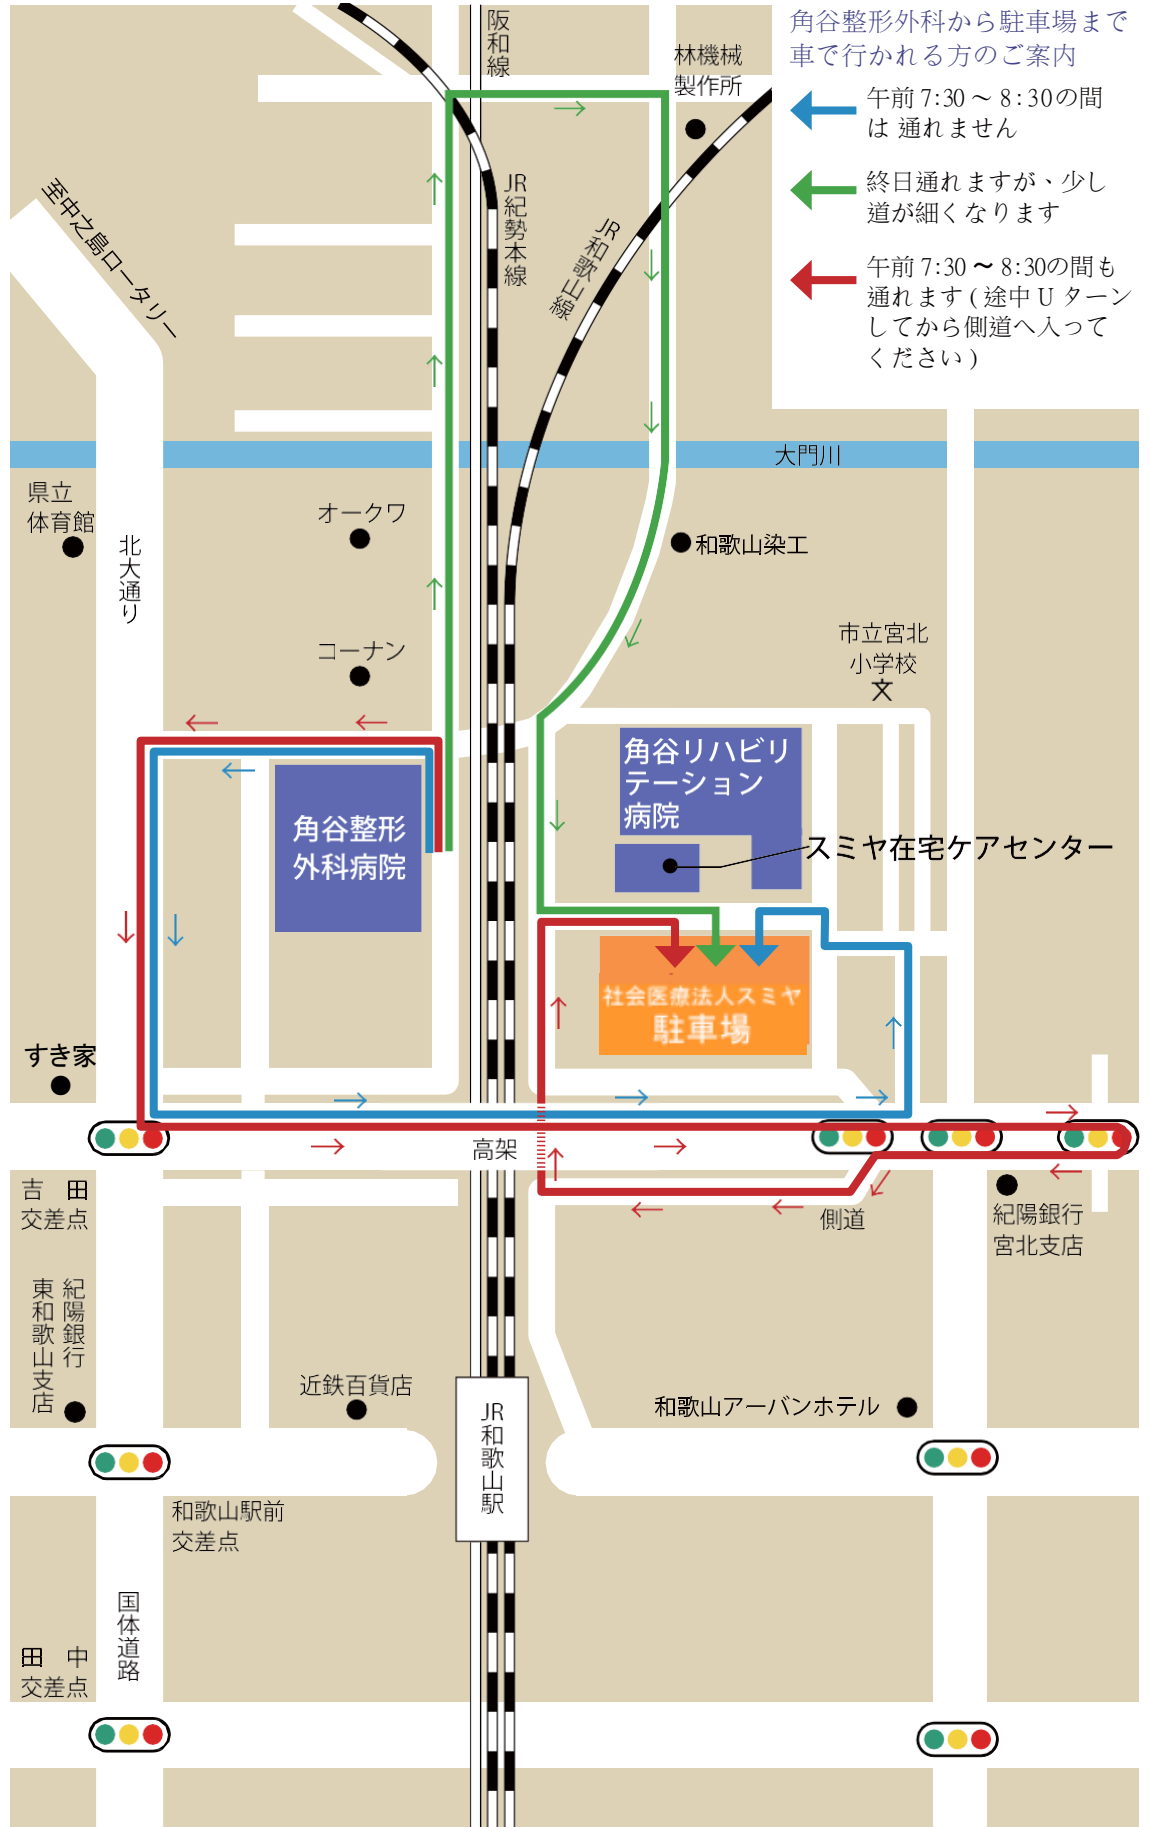 角谷整形外科から駐車場まで
車で行かれる方のご案内
午前 7:30 ～ 8:30の間
は 通れません
終日通れますが、少し
道が細くなります
午前 7:30 ～ 8:30の間も
通れます ( 途中 U ターン
してから側道へ入って
ください )
阪和線
林機械
製作所
JR紀勢本線
JR和歌山線
至中之島ロータリー
大門川
県立
体育館
オークワ
北大通り
和歌山染工
コーナン
市立宮北
小学校
文
角谷リハビリ
テーション
病院
角谷整形
外科病院
スミヤ在宅ケアセンター
社会医療法人スミヤ
駐車場
すき家
高架
吉 田
交差点
側道
紀陽銀行
宮北支店
紀陽銀行
東和歌山支店
近鉄百貨店
和歌山アーバンホテル
JR和歌山駅
和歌山駅前
交差点
国体道路
田 中
交差点